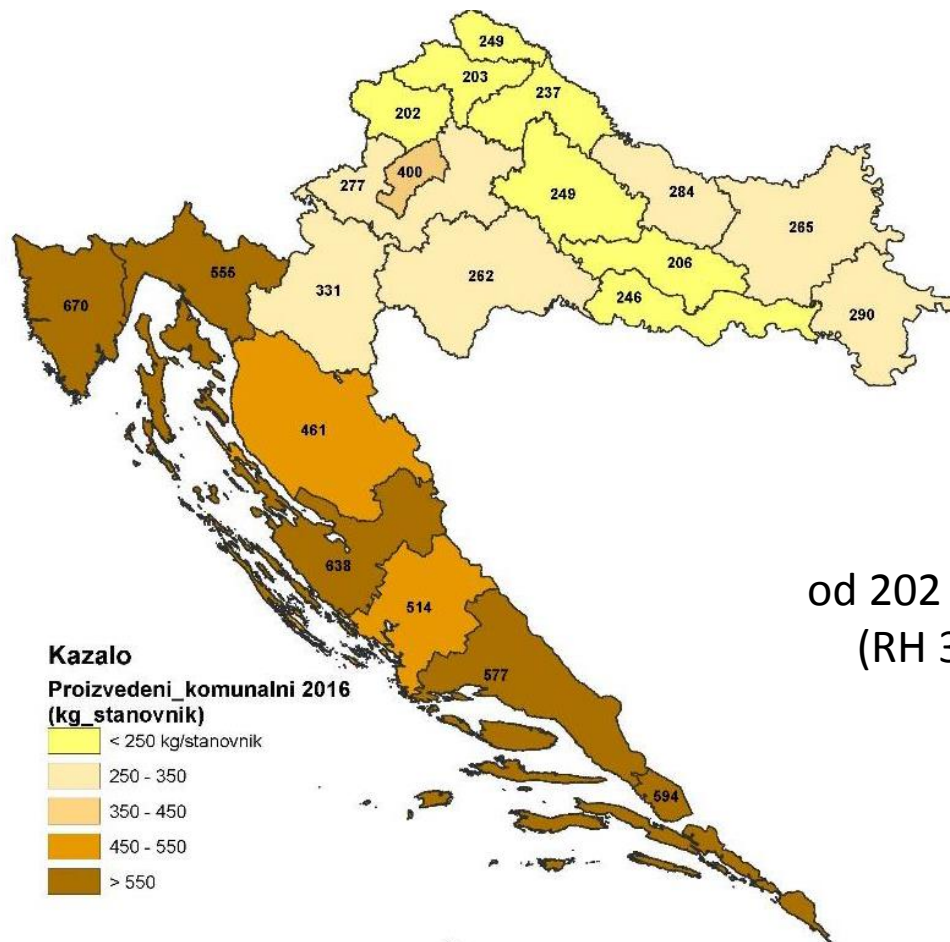 249
203
237
202
400
277
249
284
265
555
206
262
331
670
246
290
461
638
514
577
594
od 202
(RH 3
Kazalo
Proizvedeni_komunalni 2016
(kg_stanovnik)
< 250 kg/stanovnik
250 - 350
350 - 450
450 - 550
> 550